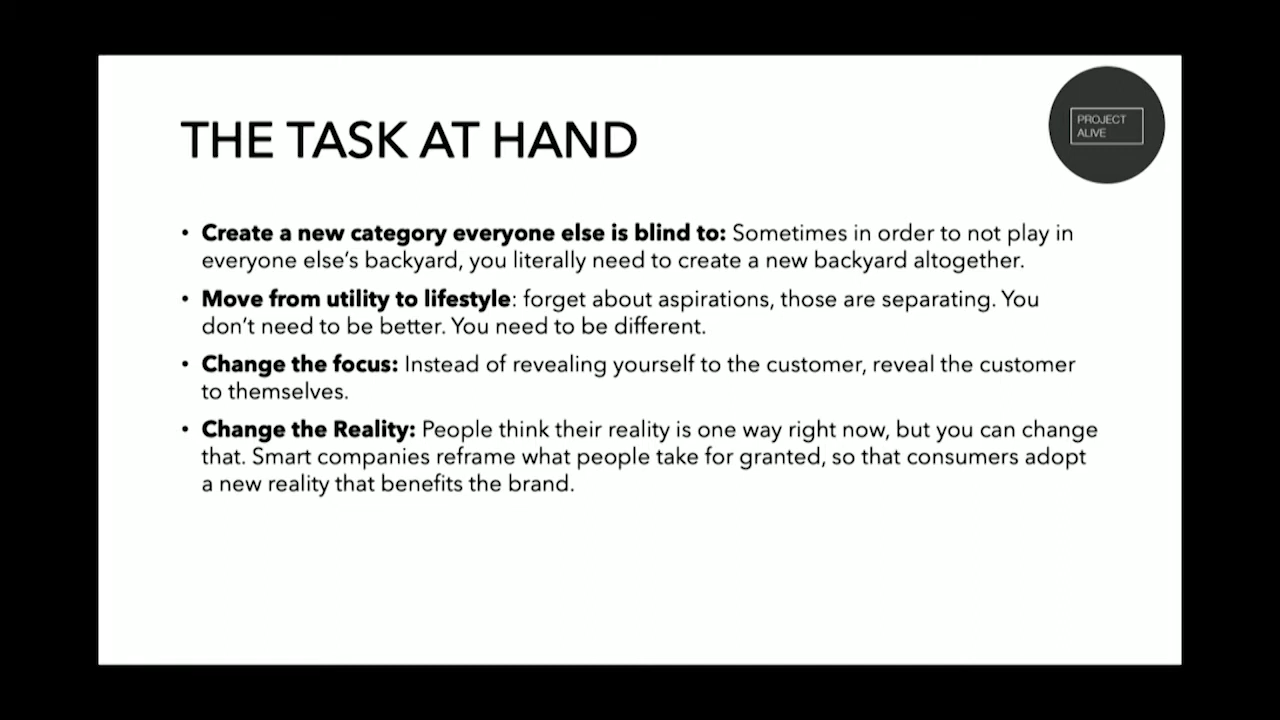 THE TASK AT HAND
PROJECT
ALIVE
• Create a new category everyone else is blind to: Sometimes in order to not play in
everyone else’s backyard, you literally need to create a new backyard altogether.
• Move from utility to lifestyle: forget about aspirations, those are separating. You
don’t need to be better. You need to be different.
• Change the focus: Instead of revealing yourself to the customer, reveal the customer
to themselves.
• Change the Reality: People think their reality is one way right now, but you can change
that. Smart companies reframe what people take for granted, so that consumers adopt
a new reality that benefits the brand.